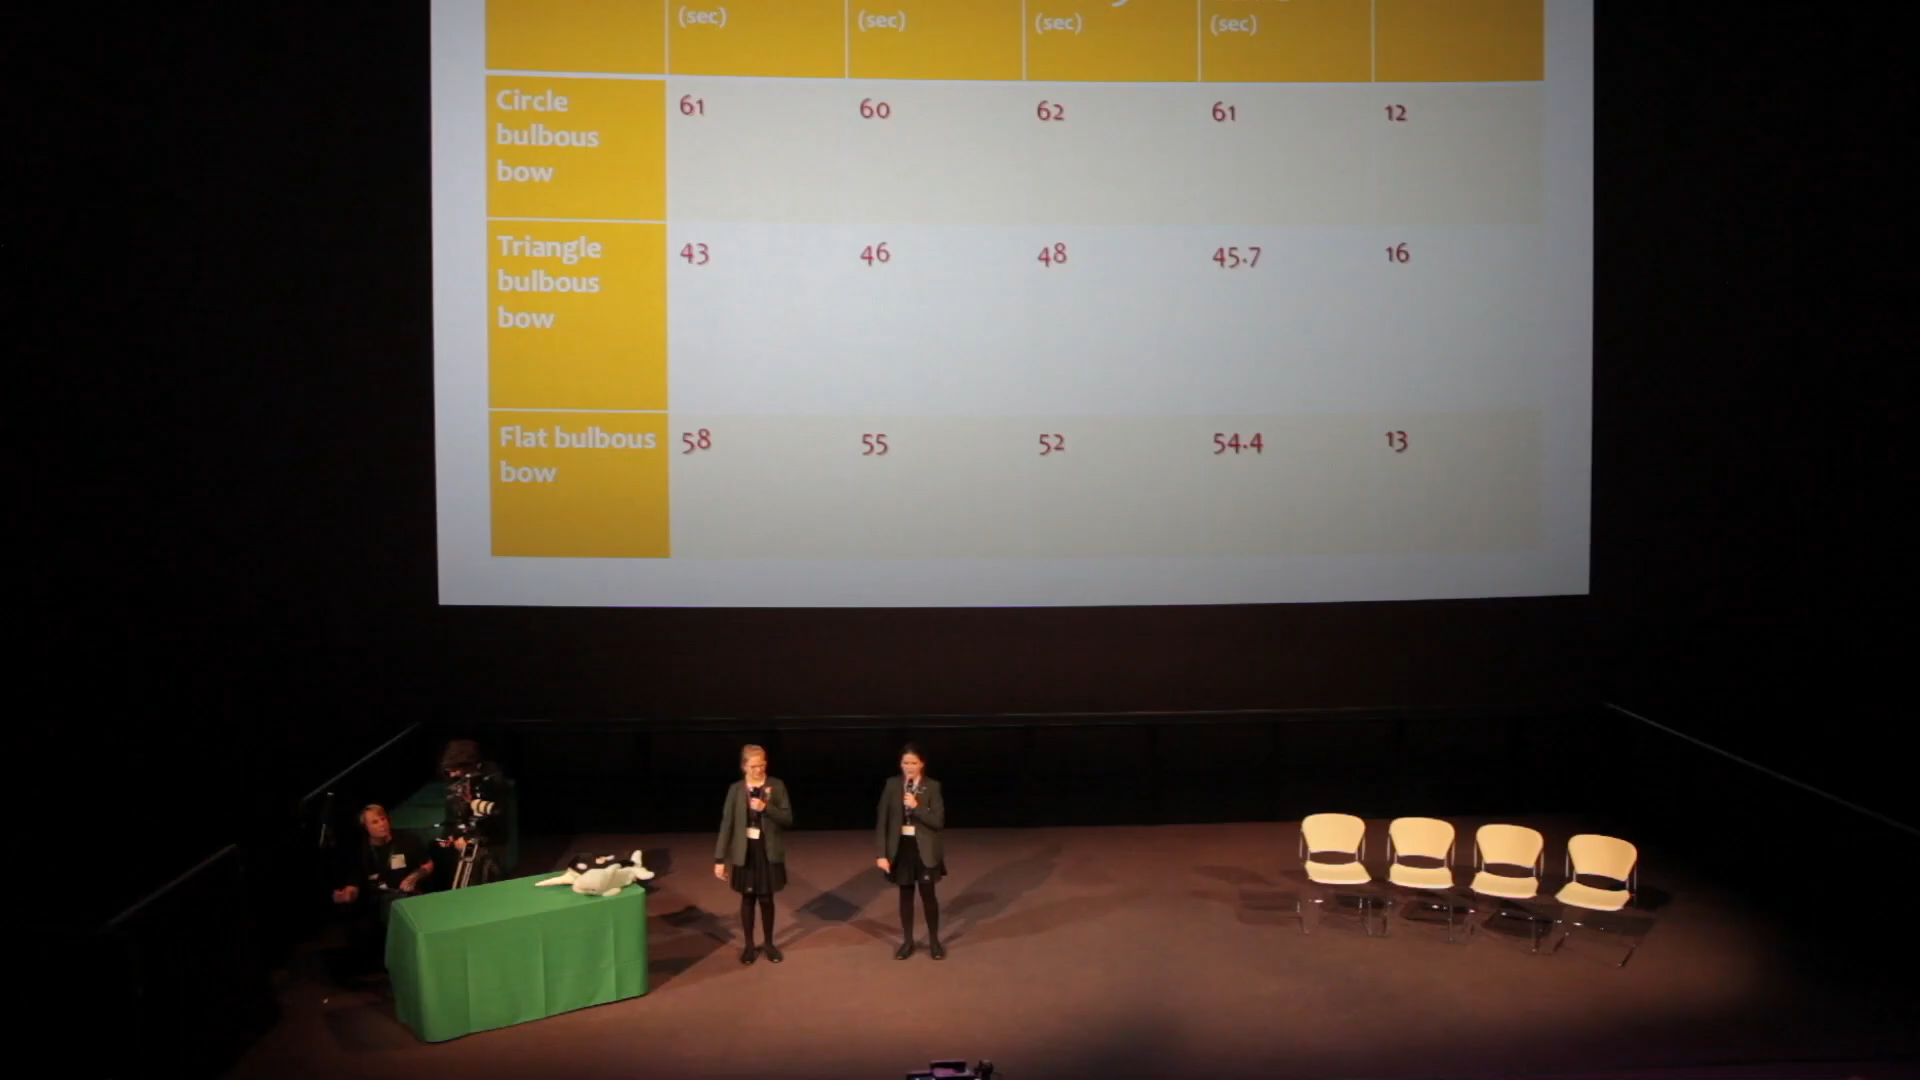 (sec) (sec) (sec) (sec)
Circle
bulbous
bow
61 60 62 61 12
Triangle
bulbous
bow
43 46 48 45.7 16
Flat bulbous
bow
58 55 52 54.4 13